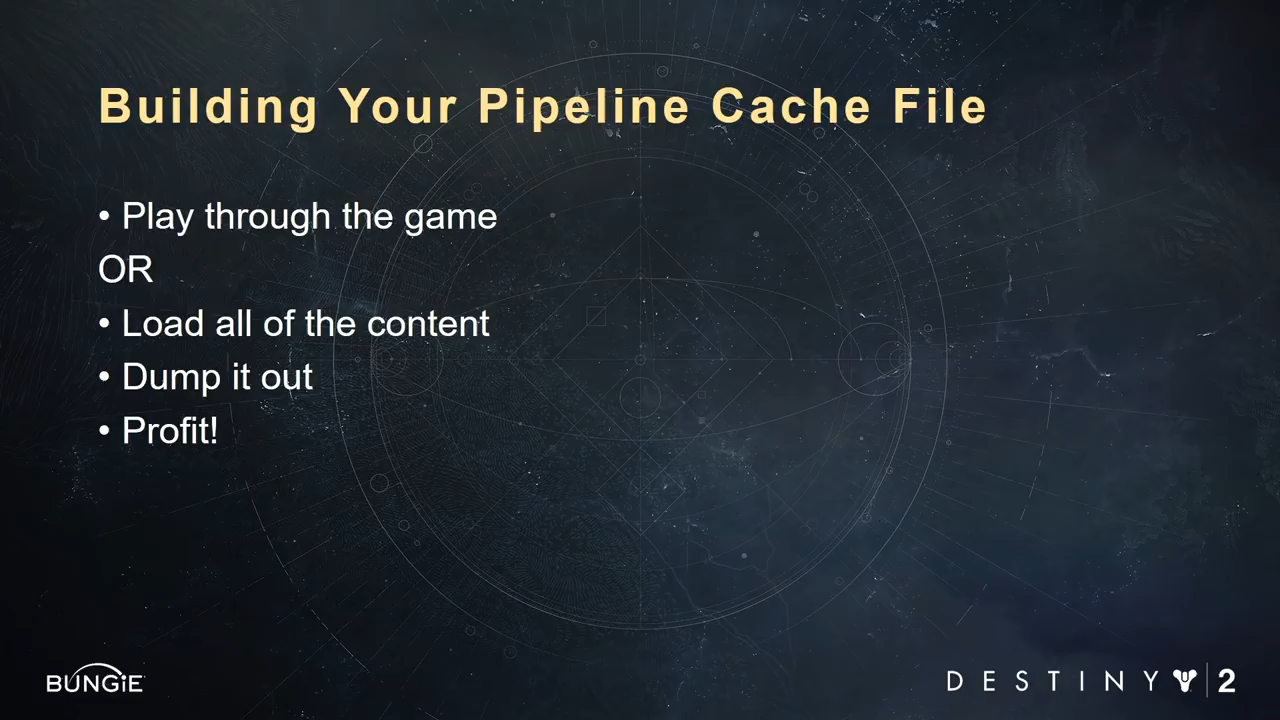 Building Your Pipeline Cache File
• Play through the game
OR
• Load all of the content
• Dump it out
• Profit!
BUNGiE
DESTINY 2